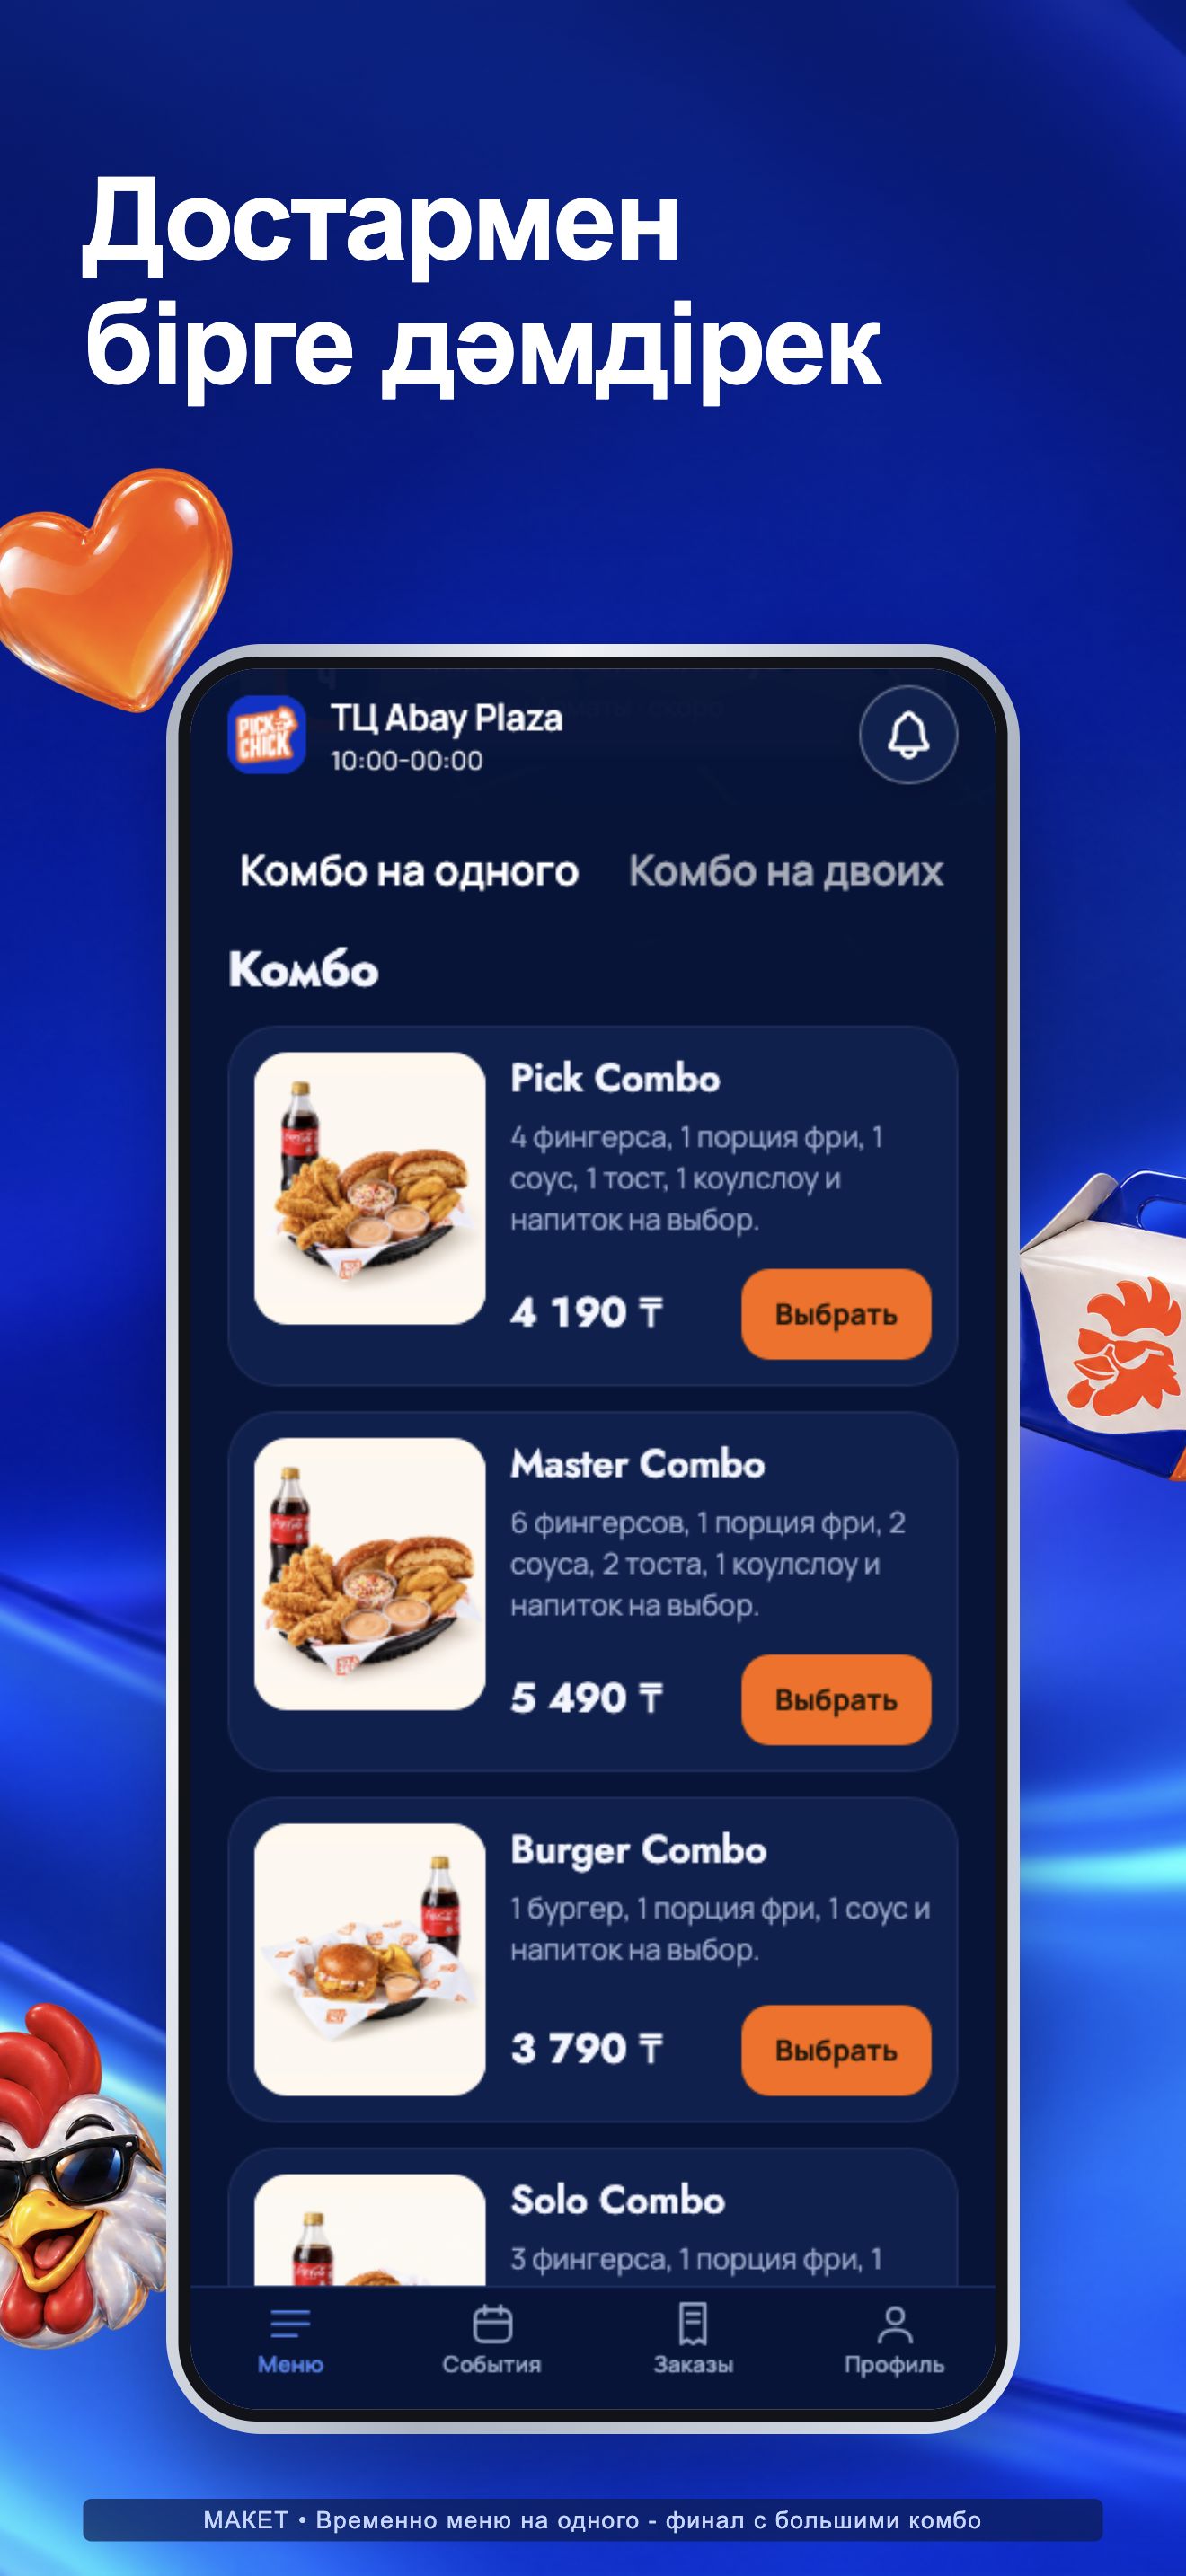 Достармен
бірге дәмдірек
PICK
CHICK
ТЦ Abay Plaza
10:00-00:00
Комбо на одного
Комбо на двоих
Комбо
Pick Combo
4 фингерса, 1 порция фри, 1
соус, 1 тост, 1 коулслоу и
напиток на выбор.
4 190 ₸
Выбрать
Master Combo
6 фингерсов, 1 порция фри, 2
соуса, 2 тоста, 1 коулслоу и
напиток на выбор.
5 490 ₸
Выбрать
Burger Combo
1 бургер, 1 порция фри, 1 соус и
напиток на выбор.
3 790 ₸
Выбрать
Solo Combo
3 фингерса, 1 порция фри, 1
Меню
События
Заказы
Профиль
МАКЕТ • Временно меню на одного - финал с большими комбо